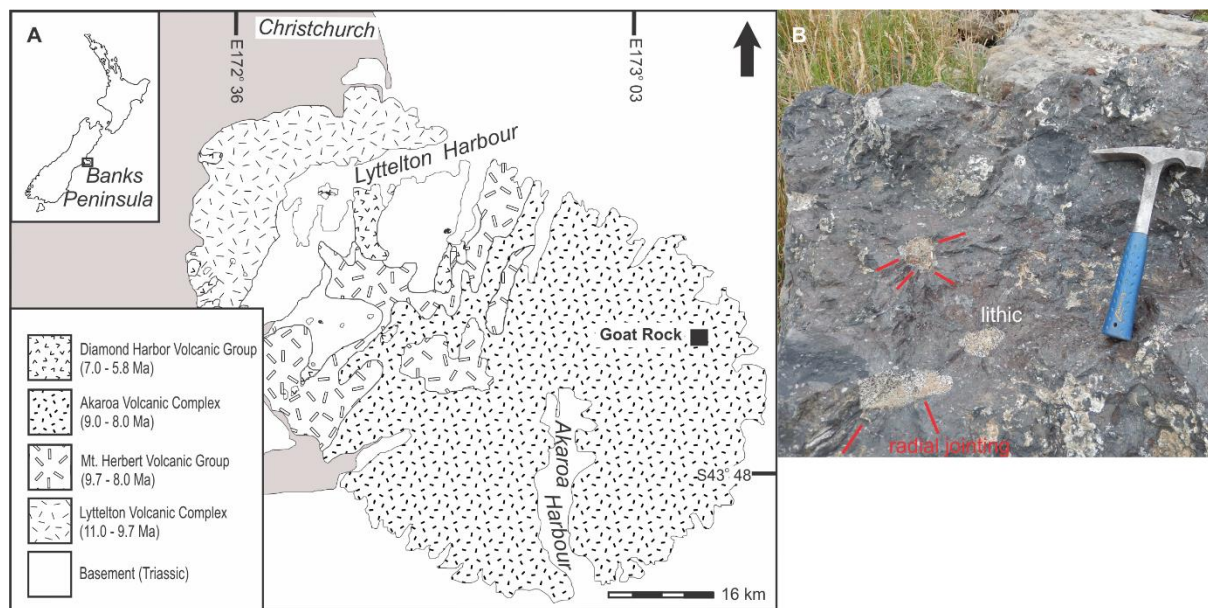 A
Banks
Peninsula
Christchurch
E172° 36
E173° 03
Lyttelton Harbour
Goat Rock
Akaroa
Harbour
S43° 48
16 km
Diamond Harbor Volcanic Group
(7.0 - 5.8 Ma)
Akaroa Volcanic Complex
(9.0 - 8.0 Ma)
Mt. Herbert Volcanic Group
(9.7 - 8.0 Ma)
Lyttelton Volcanic Complex
(11.0 - 9.7 Ma)
Basement (Triassic)
B
lithic
radial jointing